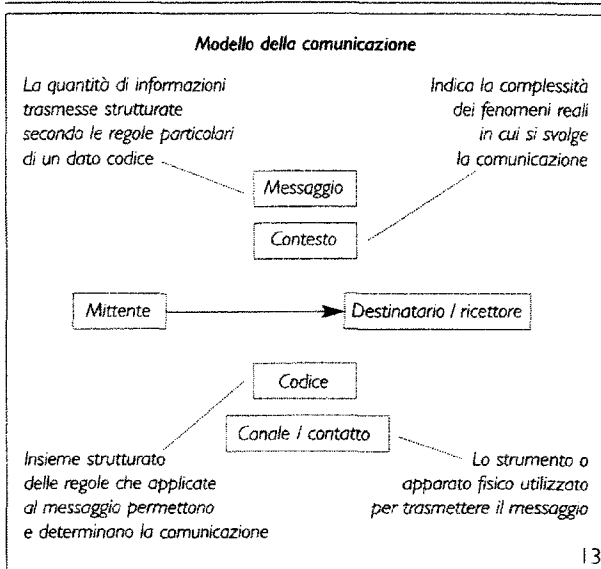 Modello della comunicazione
La quantità di informazioni
trasmesse strutturate
secondo le regole particolari
di un dato codice
Indica la complessità
dei fenomeni reali
in cui si svolge
la comunicazione
Messaggio
Contesto
Mittente
Destinatario / ricettore
Codice
Canale / contatto
Insieme strutturato
delle regole che applicate
al messaggio permettono
e determinano la comunicazione
Lo strumento o
apparato fisico utilizzato
per trasmettere il messaggio
13